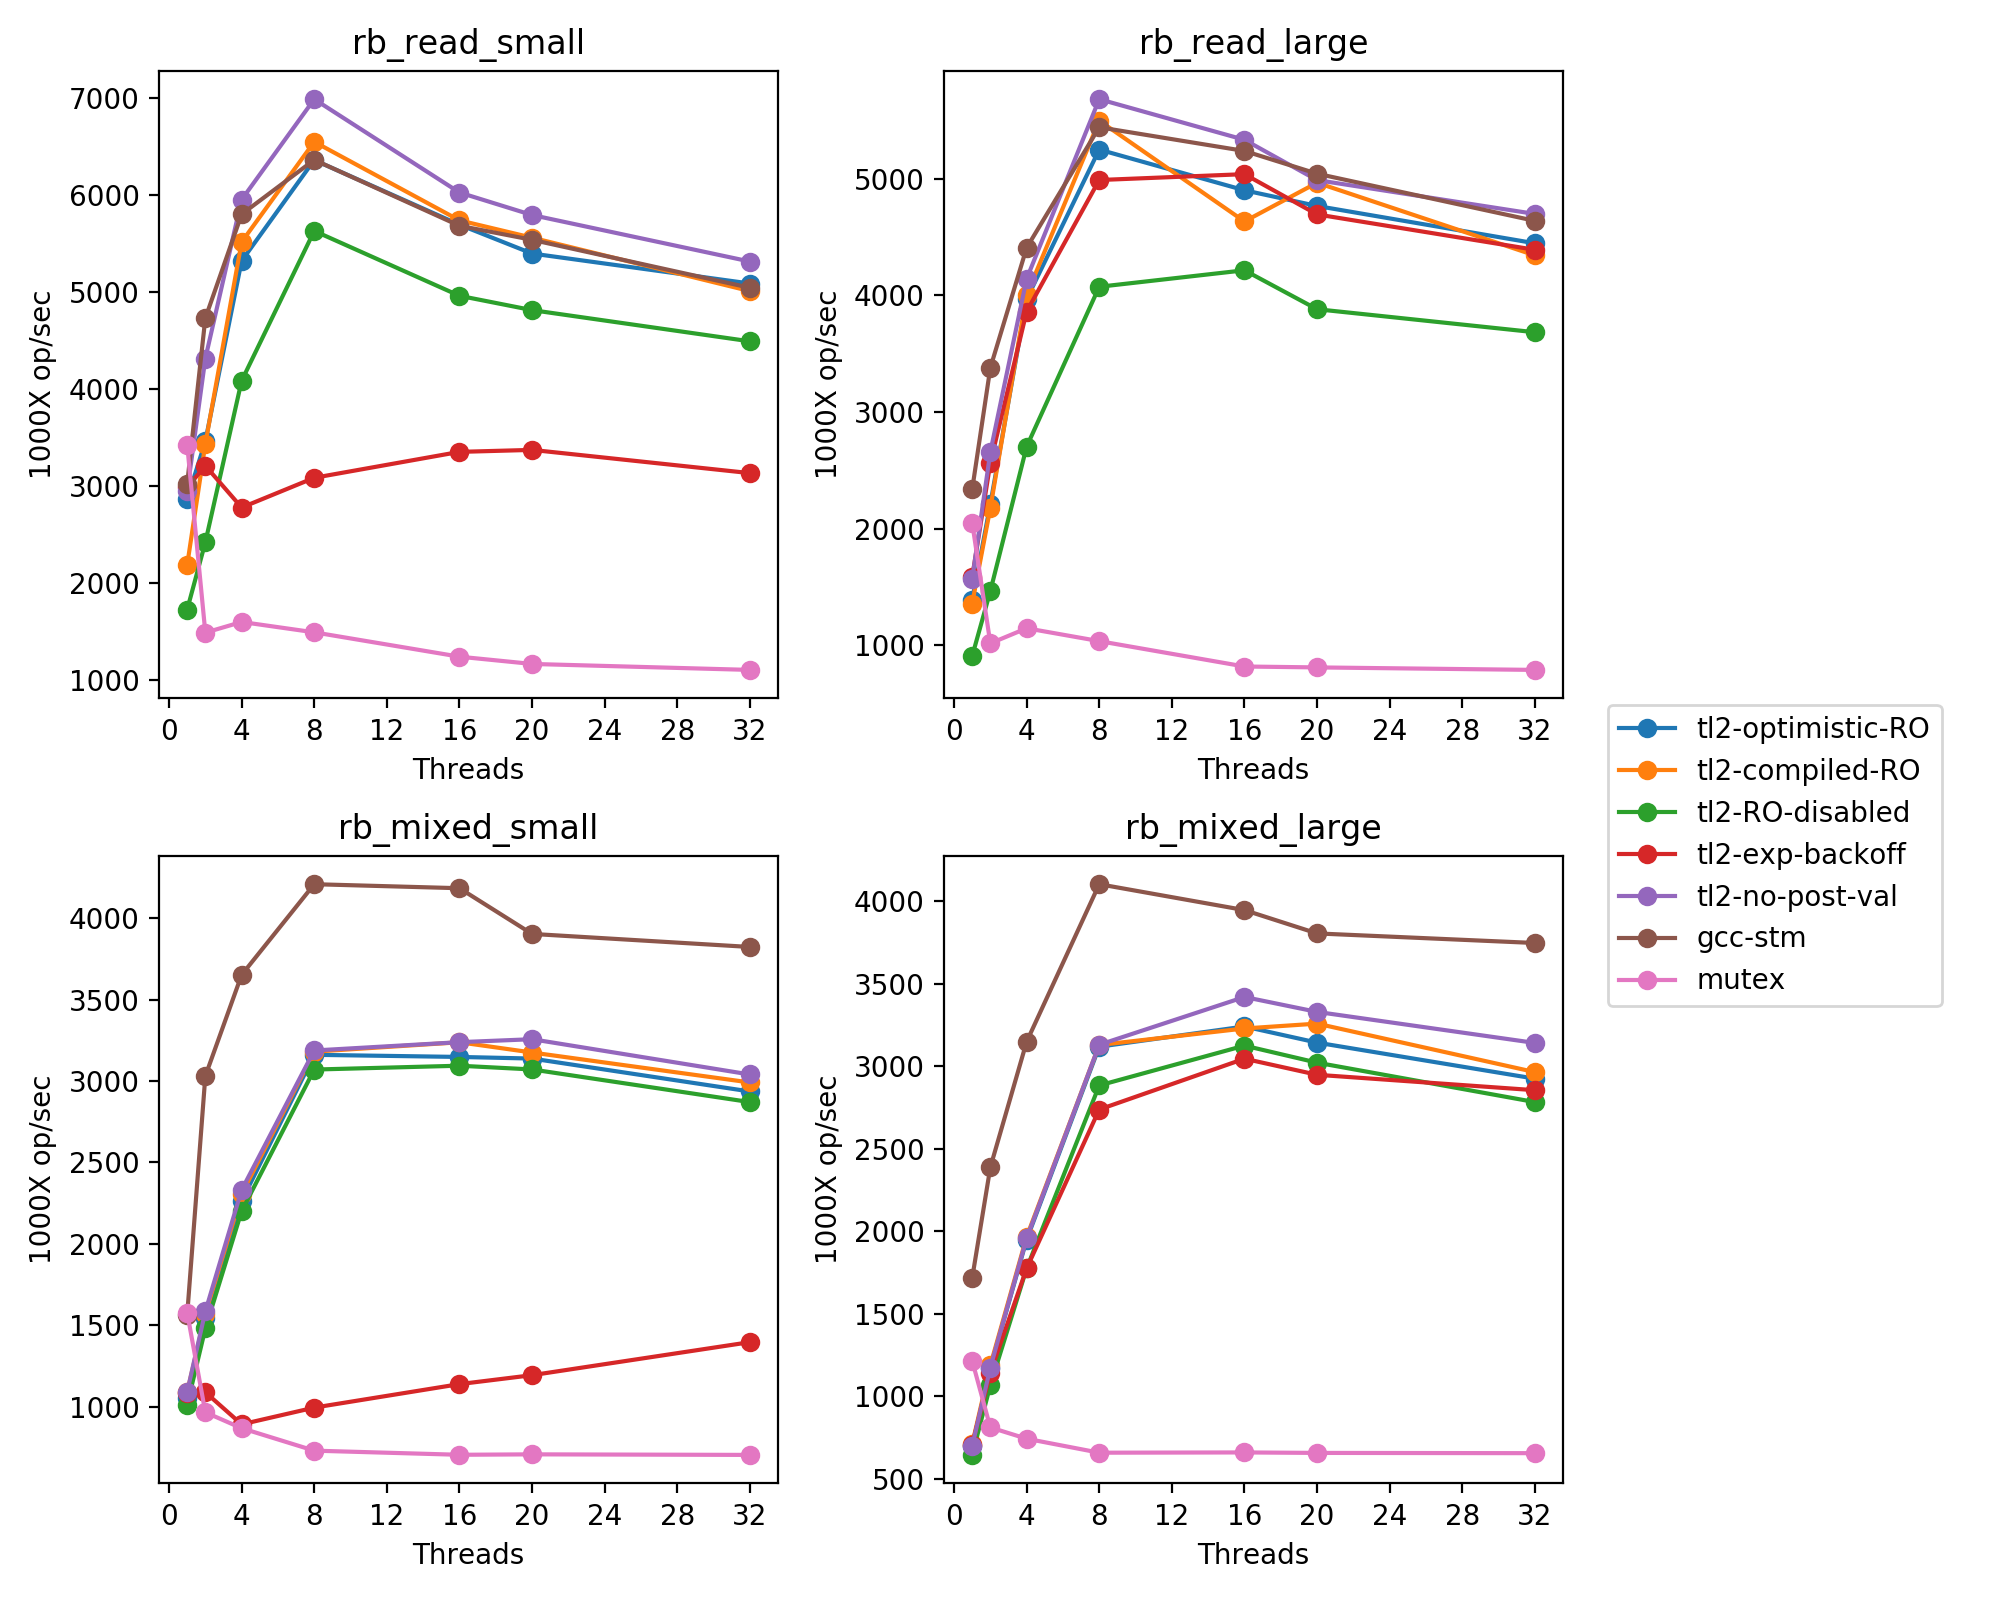 rb_read_small
7000
6000
5000
4000
3000
2000
1000
1000X op/sec
0 4 8 12 16 20 24 28 32
Threads
rb_read_large
5000
4000
3000
2000
1000
1000X op/sec
0 4 8 12 16 20 24 28 32
Threads
rb_mixed_small
4000
3500
3000
2500
2000
1500
1000
1000X op/sec
0 4 8 12 16 20 24 28 32
Threads
rb_mixed_large
4000
3500
3000
2500
2000
1500
1000
500
1000X op/sec
0 4 8 12 16 20 24 28 32
Threads
tl2-optimistic-RO
tl2-compiled-RO
tl2-RO-disabled
tl2-exp-backoff
tl2-no-post-val
gcc-stm
mutex